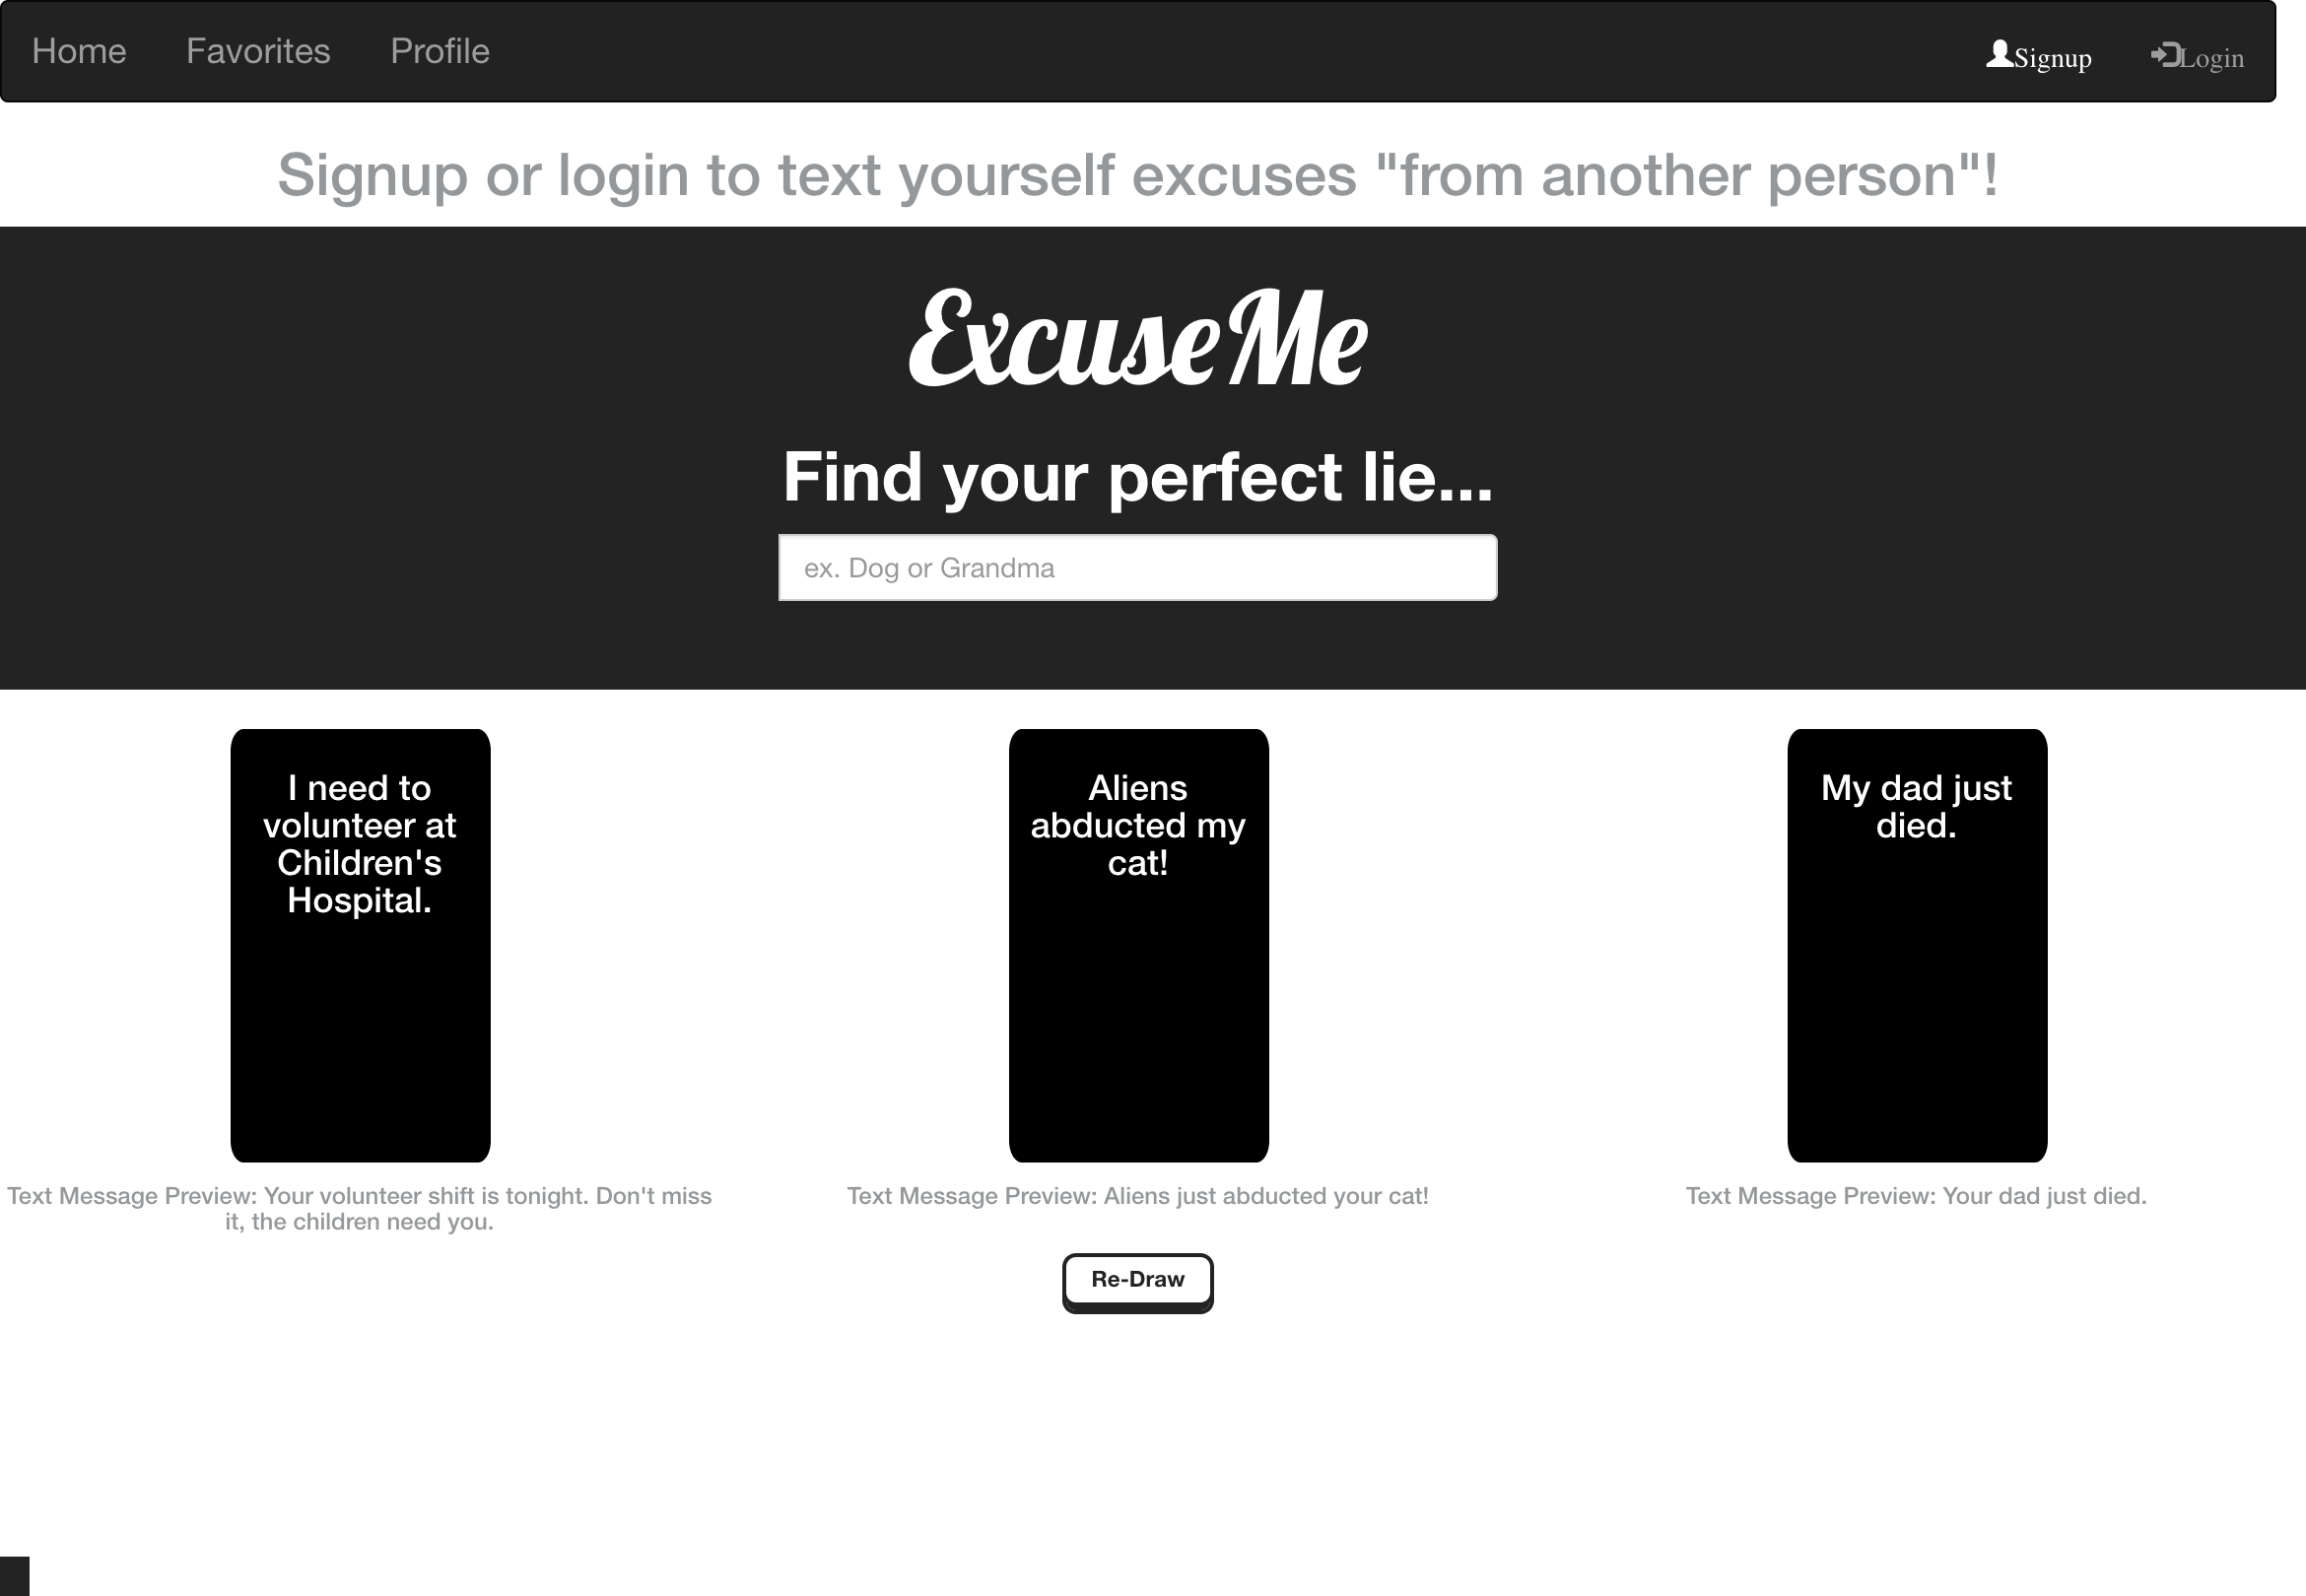 Home Favorites Profile Signup Login
Signup or login to text yourself excuses "from another person"!
ExcuseMe
Find your perfect lie...
ex. Dog or Grandma
I need to
volunteer at
Children's
Hospital.
Aliens
abducted my
cat!
My dad just
died.
Text Message Preview: Your volunteer shift is tonight. Don't miss
it, the children need you.
Text Message Preview: Aliens just abducted your cat!
Text Message Preview: Your dad just died.
Re-Draw